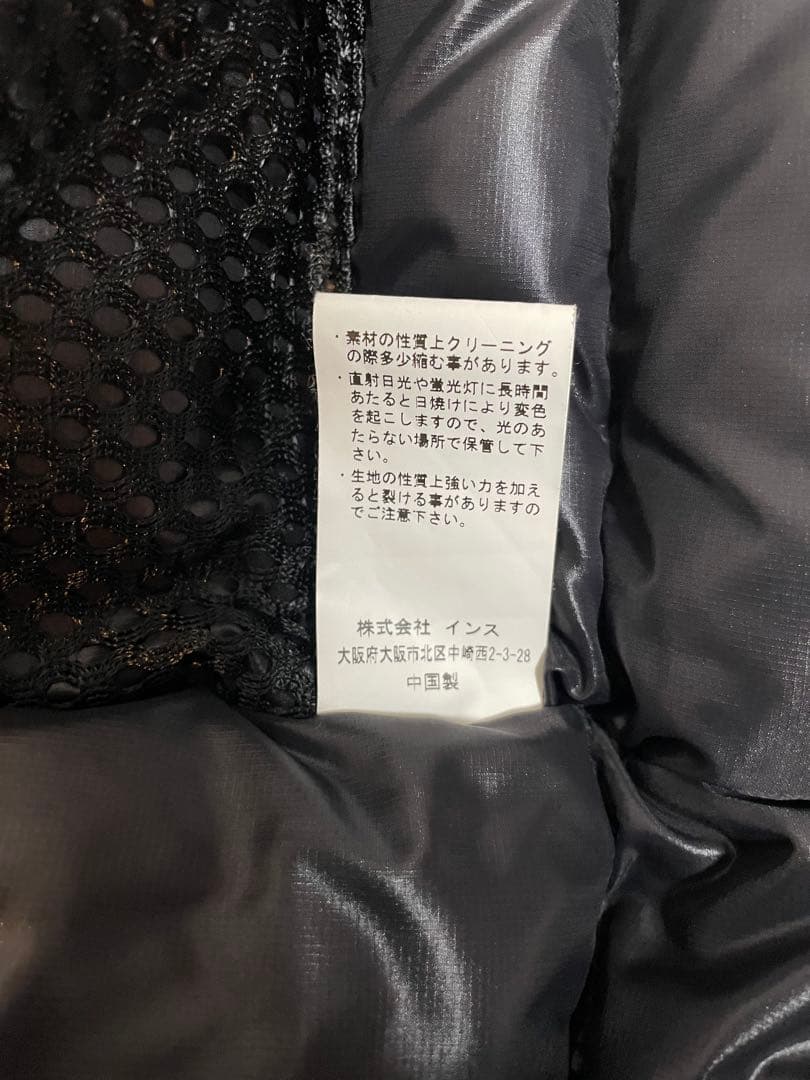 ・素材の性質上クリーニング
の際多少縮む事があります。
・直射日光や蛍光灯に長時間
あたると日焼けにより変色
を起こしますので、光のあ
たらない場所で保管して下
さい。
・生地の性質上強い力を加え
ると裂ける事がありますの
でご注意下さい。
株式会社 インス
大阪府大阪市北区中崎西2-3-28
中国製